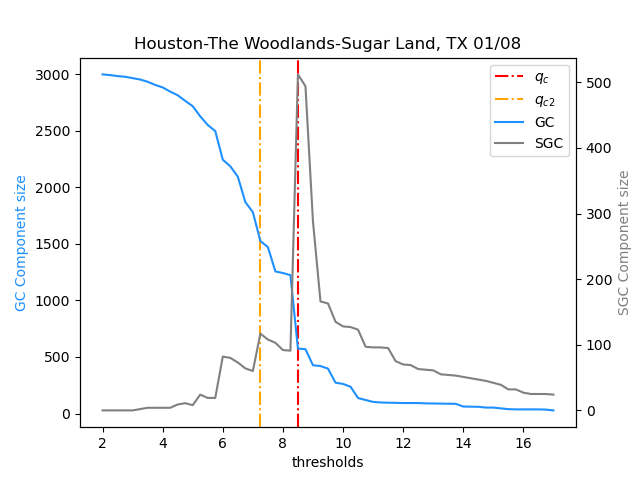 Houston-The Woodlands-Sugar Land, TX 01/08
GC Component size
3000
2500
2000
1500
1000
500
0
q_c
q_{c2}
GC
SGC
500
400
300
200
100
0
SGC Component size
2 4 6 8 10 12 14 16
thresholds